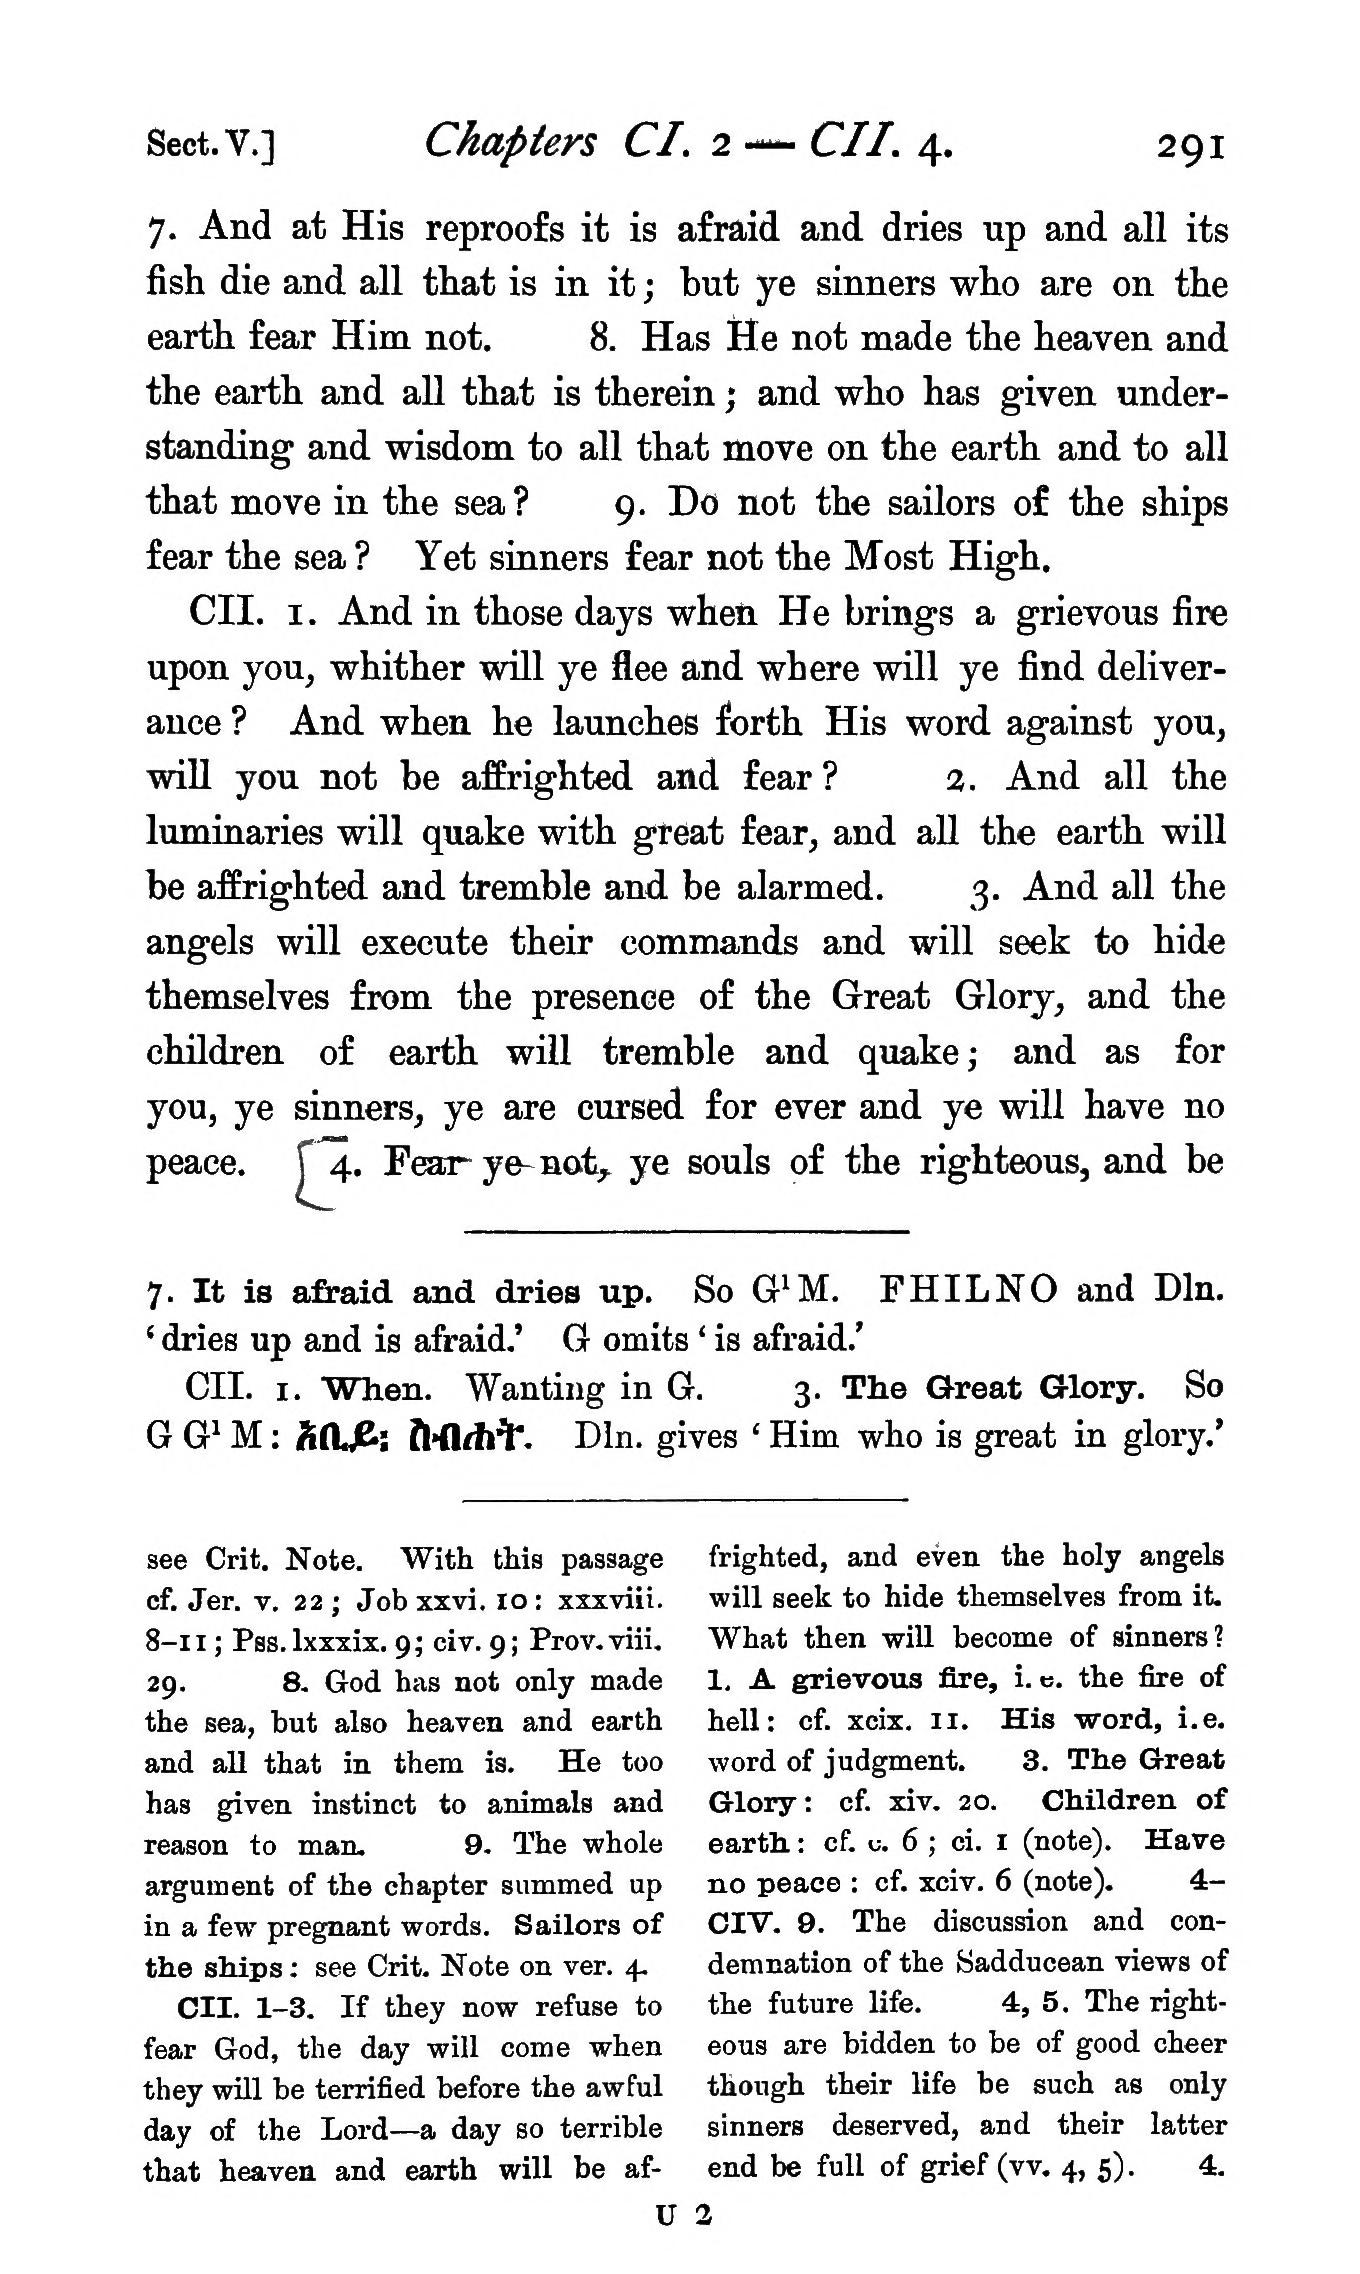 Sect. V.] Chapters CI. 2 — CII. 4. 291
7. And at His reproofs it is afraid and dries up and all its
fish die and all that is in it; but ye sinners who are on the
earth fear Him not. 8. Has He not made the heaven and
the earth and all that is therein; and who has given under-
standing and wisdom to all that move on the earth and to all
that move in the sea? 9. Do not the sailors of the ships
fear the sea? Yet sinners fear not the Most High.
CII. 1. And in those days when He brings a grievous fire
upon you, whither will ye flee and where will ye find deliver-
ance? And when he launches forth His word against you,
will you not be affrighted and fear? 2. And all the
luminaries will quake with great fear, and all the earth will
be affrighted and tremble and be alarmed. 3. And all the
angels will execute their commands and will seek to hide
themselves from the presence of the Great Glory, and the
children of earth will tremble and quake; and as for
you, ye sinners, ye are cursed for ever and ye will have no
peace. 4. Fear ye not, ye souls of the righteous, and be
7. It is afraid and dries up. So G¹ M. FHILNO and Dln.
‘dries up and is afraid.’ G omits ‘is afraid.’
CII. 1. When. Wanting in G. 3. The Great Glory. So
G G¹ M: አቢይ፡ ስብሐት. Dln. gives ‘Him who is great in glory.’
see Crit. Note. With this passage
cf. Jer. v. 22; Job xxvi. 10: xxxviii.
8–11; Pss. lxxxix. 9; civ. 9; Prov. viii.
29. 8. God has not only made
the sea, but also heaven and earth
and all that in them is. He too
has given instinct to animals and
reason to man. 9. The whole
argument of the chapter summed up
in a few pregnant words. Sailors of
the ships: see Crit. Note on ver. 4.
CII. 1–3. If they now refuse to
fear God, the day will come when
they will be terrified before the awful
day of the Lord—a day so terrible
that heaven and earth will be af-
frighted, and even the holy angels
will seek to hide themselves from it.
What then will become of sinners?
1. A grievous fire, i. e. the fire of
hell: cf. xcix. 11. His word, i.e.
word of judgment. 3. The Great
Glory: cf. xiv. 20. Children of
earth: cf. c. 6; ci. 1 (note). Have
no peace: cf. xciv. 6 (note). 4–
CIV. 9. The discussion and con-
demnation of the Sadducean views of
the future life. 4, 5. The right-
eous are bidden to be of good cheer
though their life be such as only
sinners deserved, and their latter
end be full of grief (vv. 4, 5). 4.
U 2